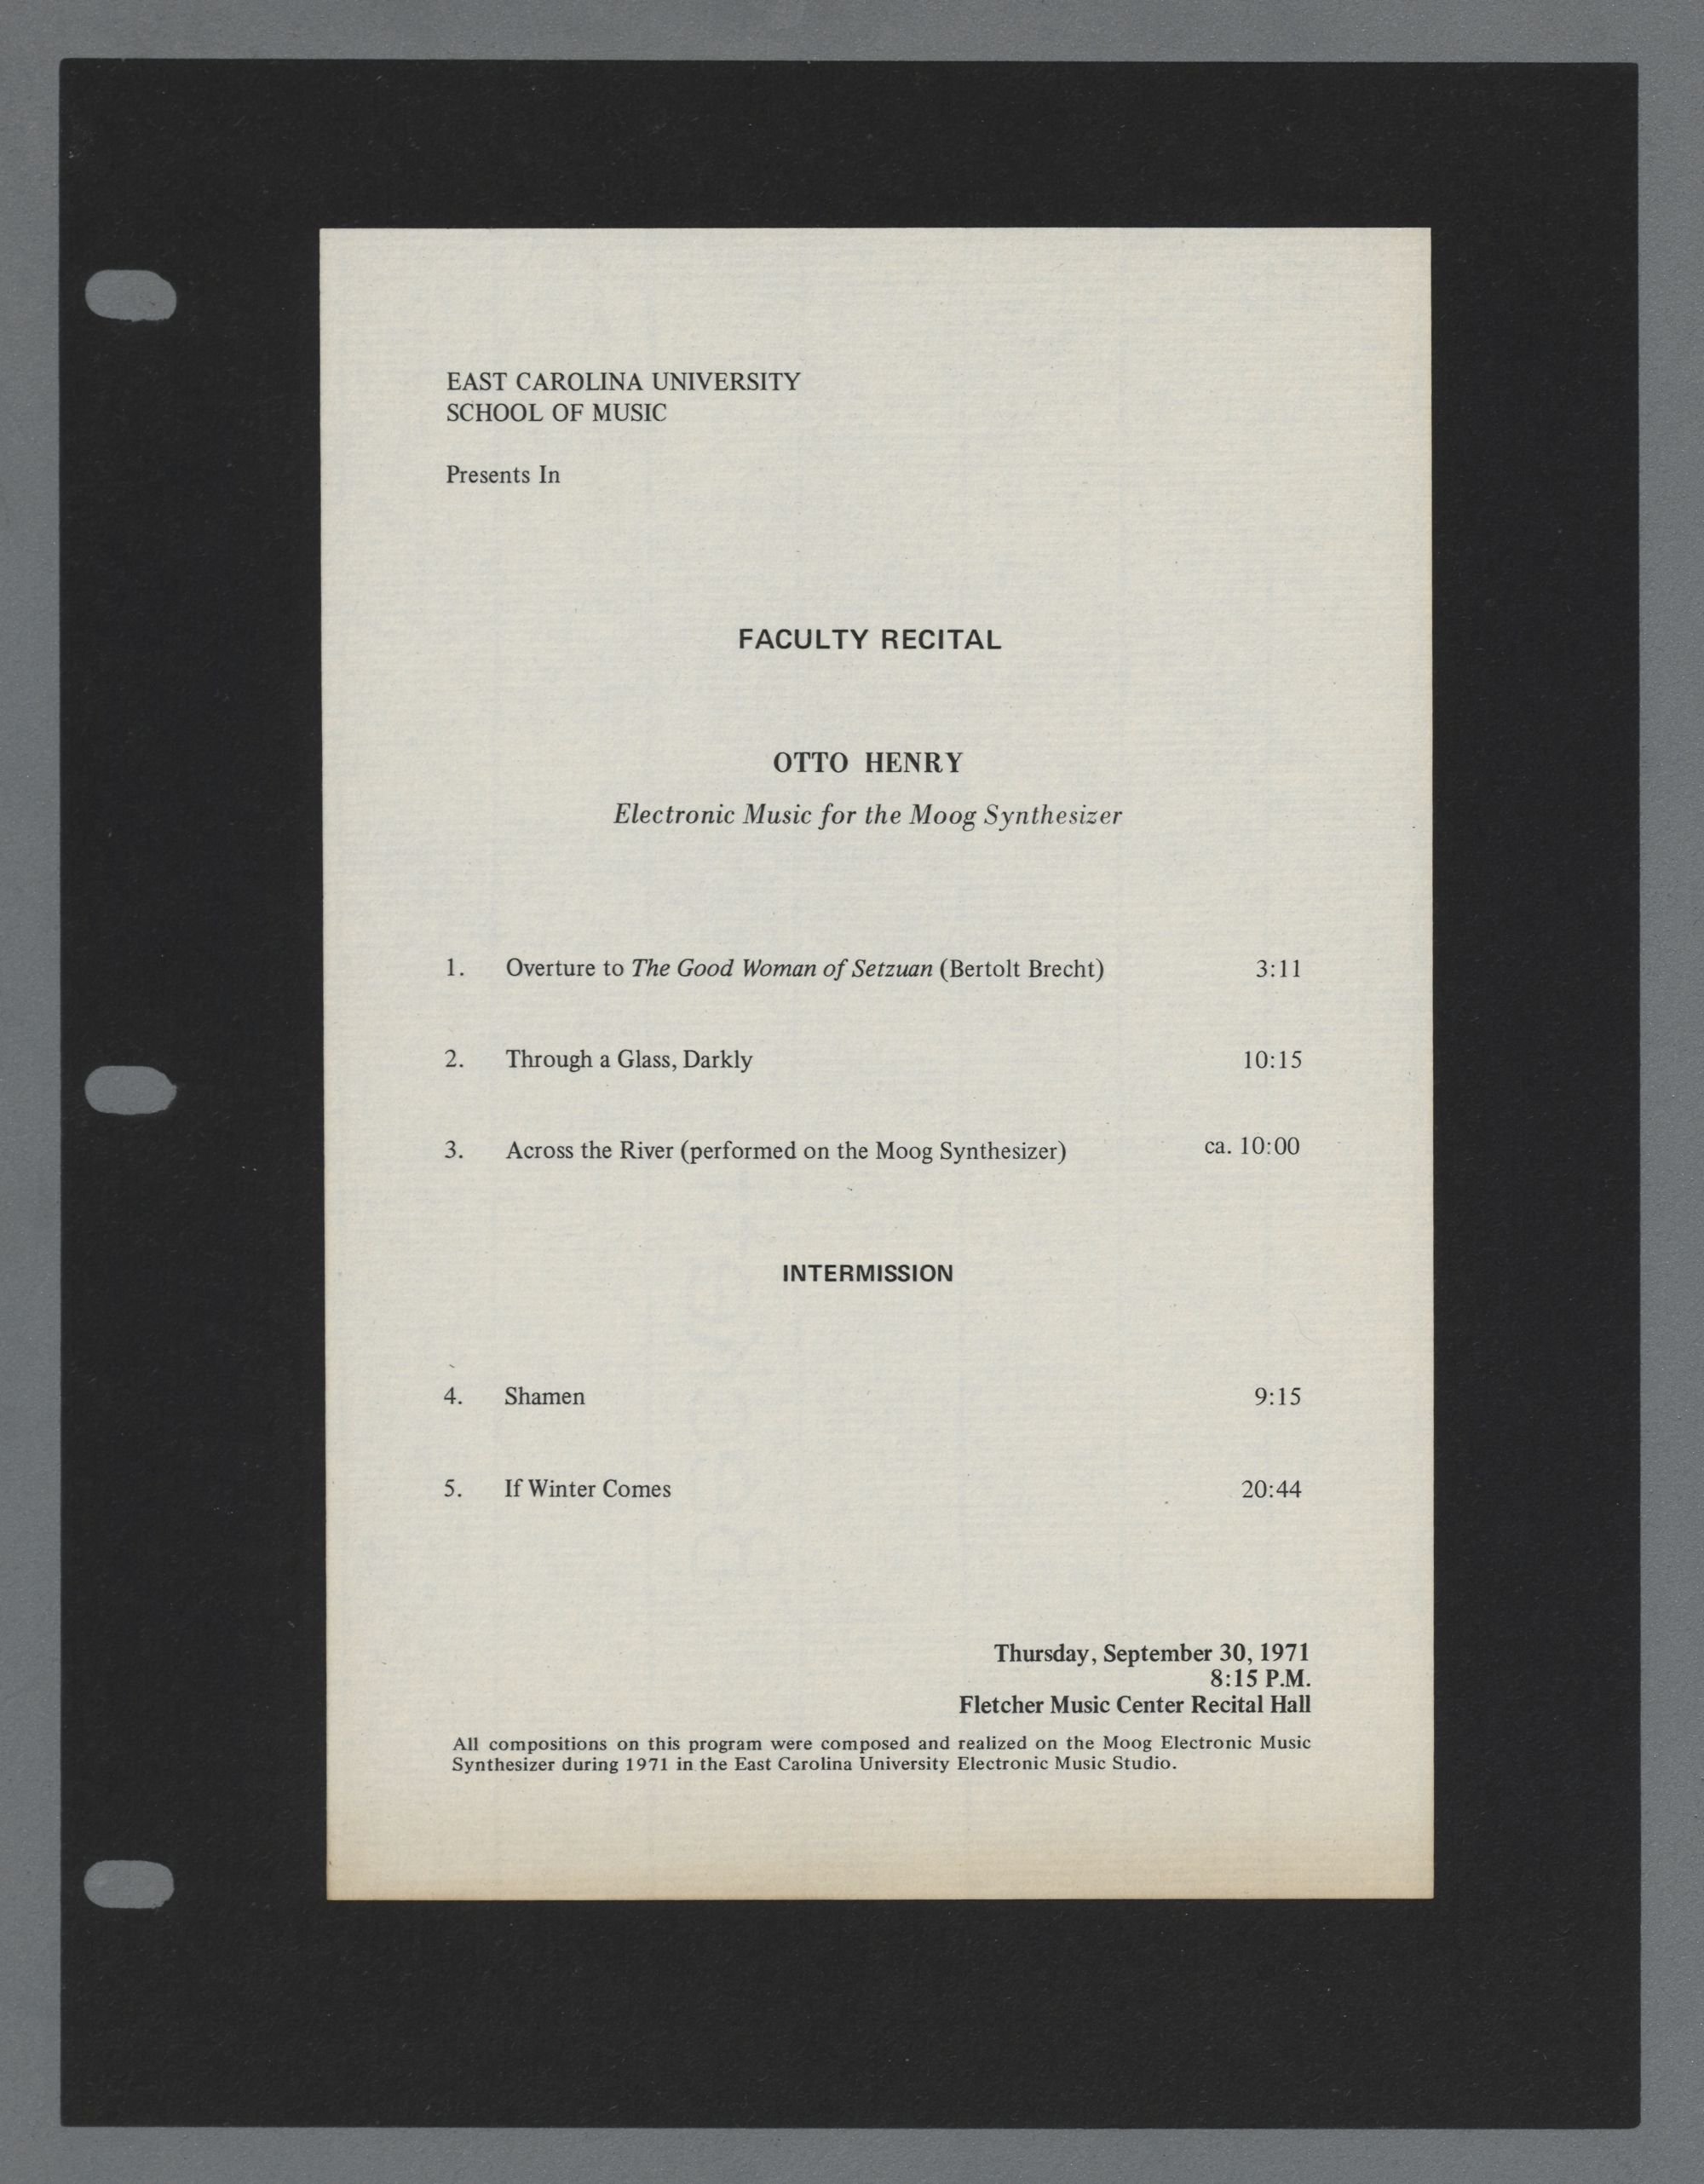 EAST CAROLINA UNIVERSITY
SCHOOL OF MUSIC
Presents In
FACULTY RECITAL
OTTO HENRY
Electronic Music for the Moog Synthesizer
1. Overture to The Good Woman of Setzuan (Bertolt Brecht) 3:11
2. Through a Glass, Darkly 10:15
3. Across the River (performed on the Moog Synthesizer) ca. 10:00
INTERMISSION
4. Shamen 9:15
5. If Winter Comes 20:44
Thursday, September 30, 1971
8:15 P.M.
Fletcher Music Center Recital Hall
All compositions on this program were composed and realized on the Moog Electronic Music
Synthesizer during 1971 in the East Carolina University Electronic Music Studio.